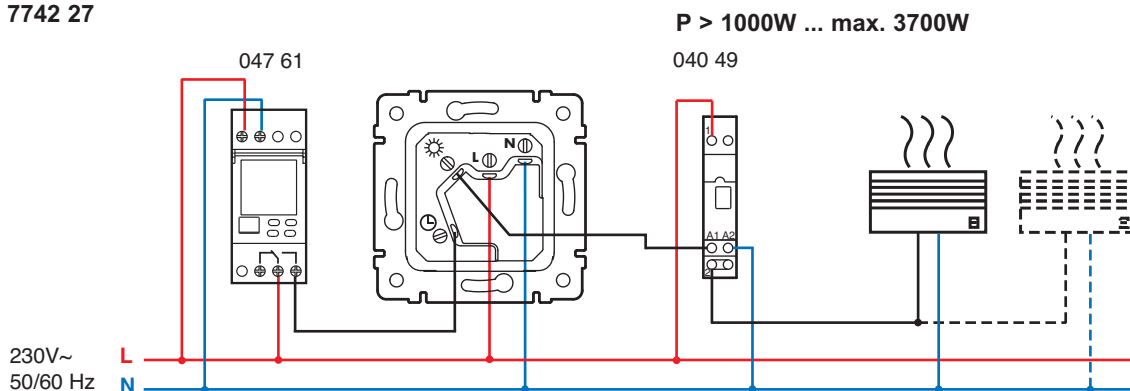 7742 27
P > 1000W ... max. 3700W
047 61
040 49
N
L
1
A1 A2
2
230V~ L
50/60 Hz N